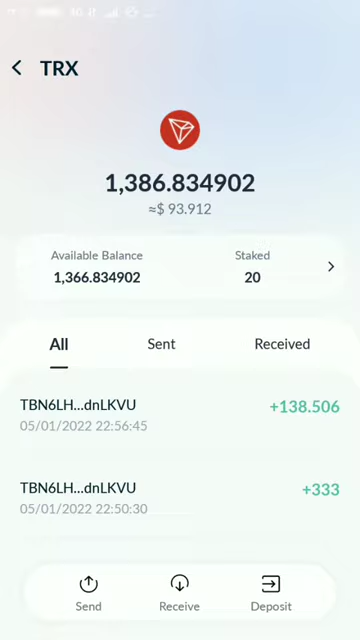 TRX
1,386.834902
≈$ 93.912
Available Balance Staked
1,366.834902 20
All Sent Received
TBN6LH...dnLKVU +138.506
05/01/2022 22:56:45
TBN6LH...dnLKVU +333
05/01/2022 22:50:30
Send Receive Deposit